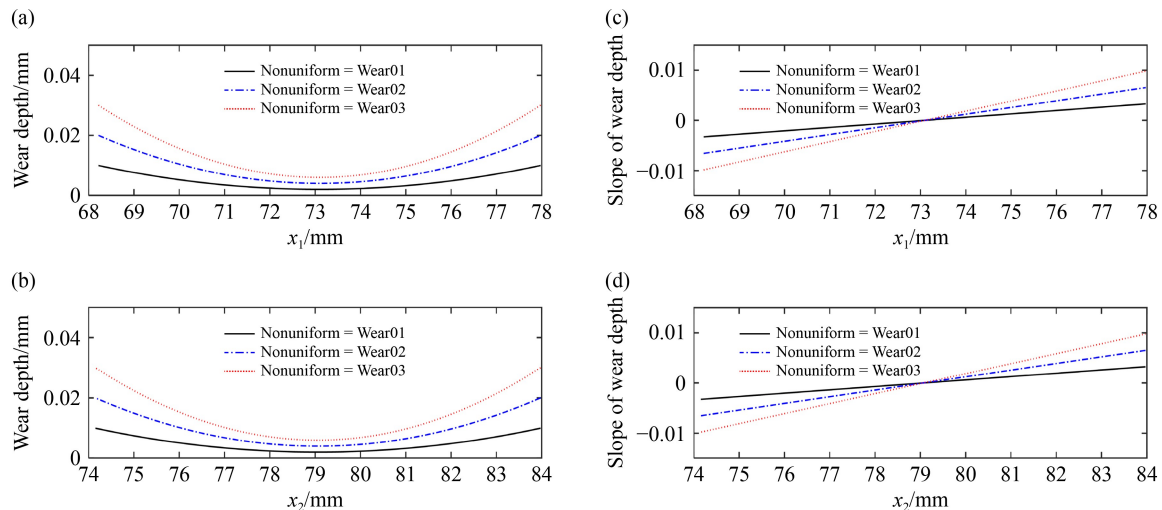 (a)
Wear depth/mm
0.04
0.02
0
Nonuniform = Wear01
Nonuniform = Wear02
Nonuniform = Wear03
68 69 70 71 72 73 74 75 76 77 78
x₁/mm
(c)
Slope of wear depth
0.01
0
−0.01
Nonuniform = Wear01
Nonuniform = Wear02
Nonuniform = Wear03
68 69 70 71 72 73 74 75 76 77 78
x₁/mm
(b)
Wear depth/mm
0.04
0.02
0
Nonuniform = Wear01
Nonuniform = Wear02
Nonuniform = Wear03
74 75 76 77 78 79 80 81 82 83 84
x₂/mm
(d)
Slope of wear depth
0.01
0
−0.01
Nonuniform = Wear01
Nonuniform = Wear02
Nonuniform = Wear03
74 75 76 77 78 79 80 81 82 83 84
x₂/mm